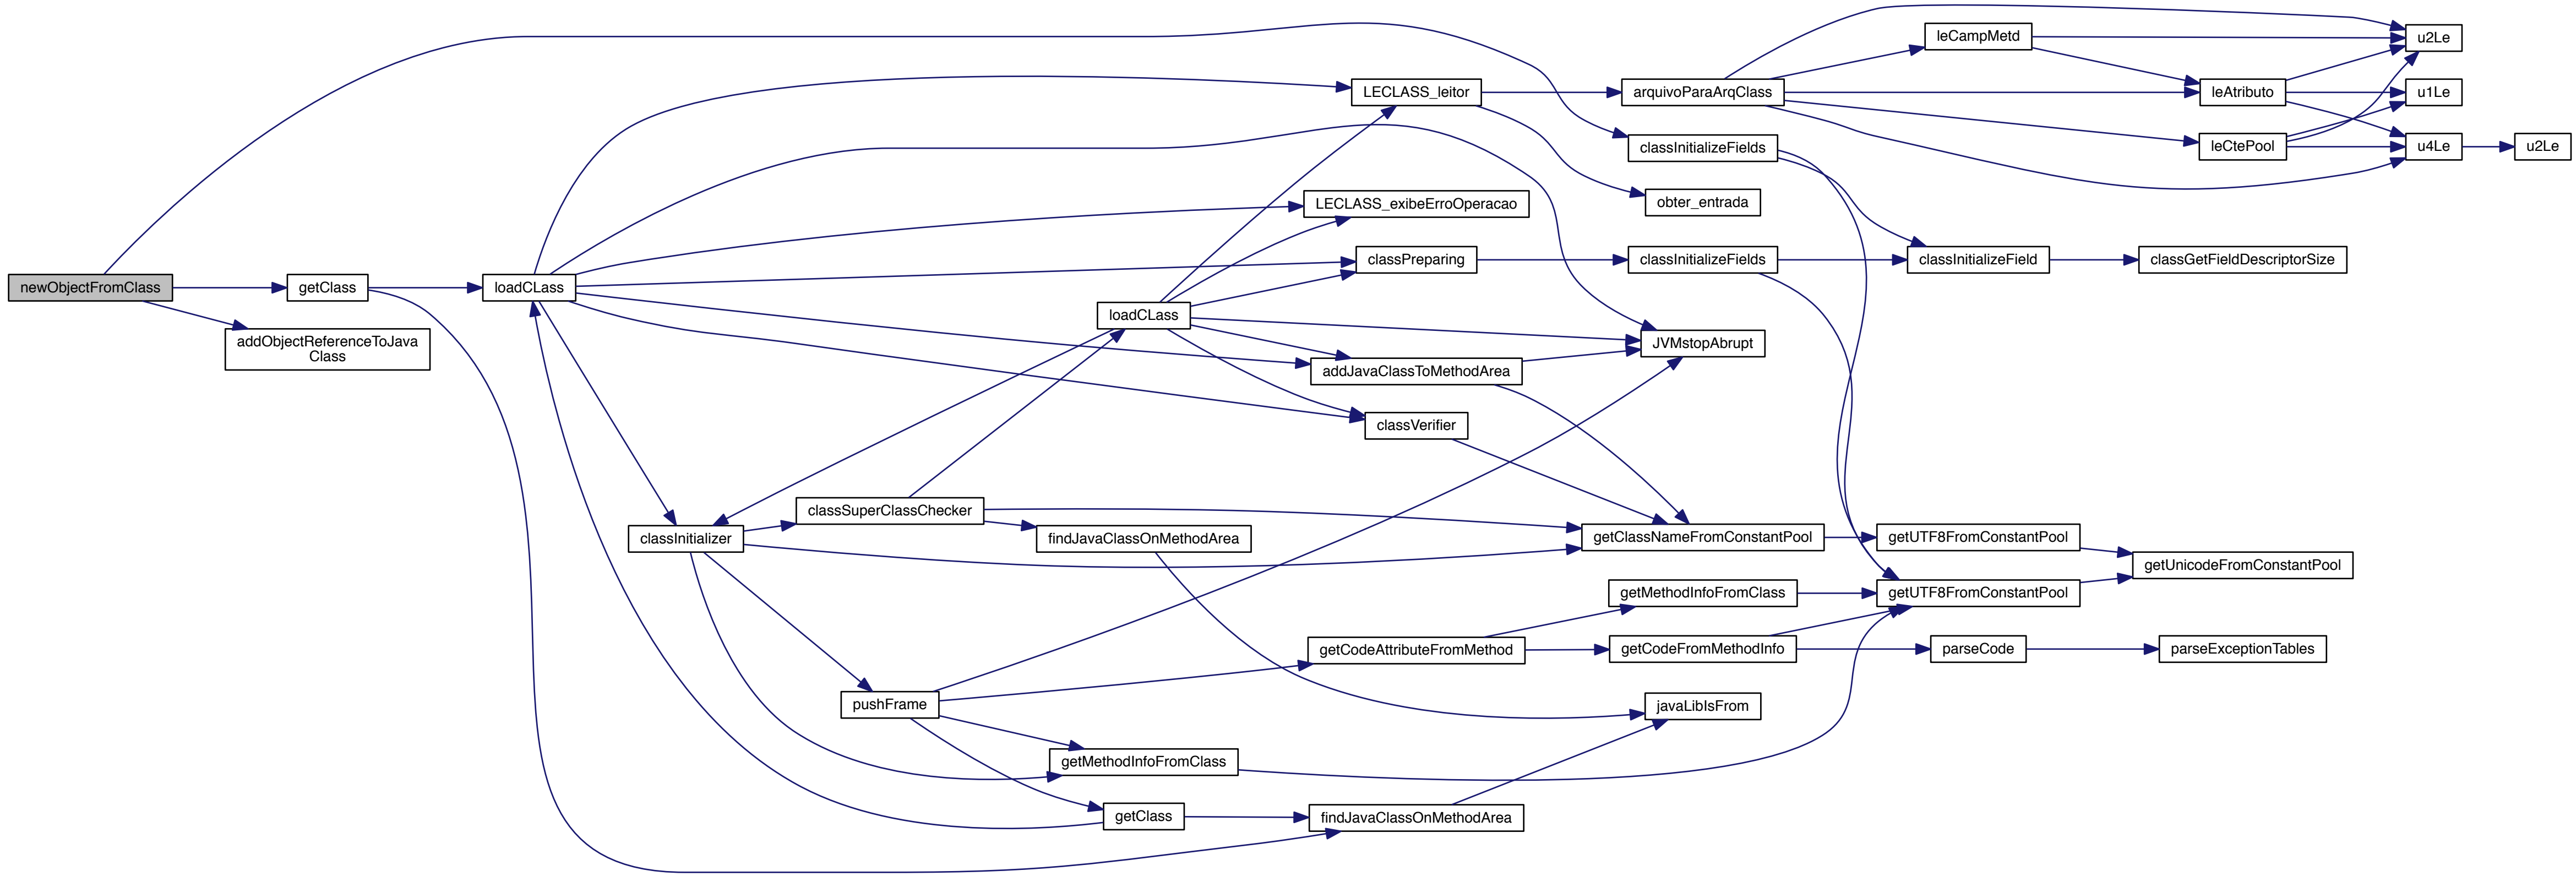 newObjectFromClass
getClass
addObjectReferenceToJava
Class
loadCLass
classInitializer
classSuperClassChecker
pushFrame
loadCLass
findJavaClassOnMethodArea
getMethodInfoFromClass
getClass
LECLASS_leitor
LECLASS_exibeErroOperacao
classPreparing
addJavaClassToMethodArea
classVerifier
getCodeAttributeFromMethod
findJavaClassOnMethodArea
arquivoParaArqClass
classInitializeFields
obter_entrada
classInitializeFields
JVMstopAbrupt
getClassNameFromConstantPool
getMethodInfoFromClass
getCodeFromMethodInfo
javaLibIsFrom
leCampMetd
classInitializeField
getUTF8FromConstantPool
getUTF8FromConstantPool
parseCode
leAtributo
leCtePool
classGetFieldDescriptorSize
getUnicodeFromConstantPool
parseExceptionTables
u2Le
u1Le
u4Le
u2Le